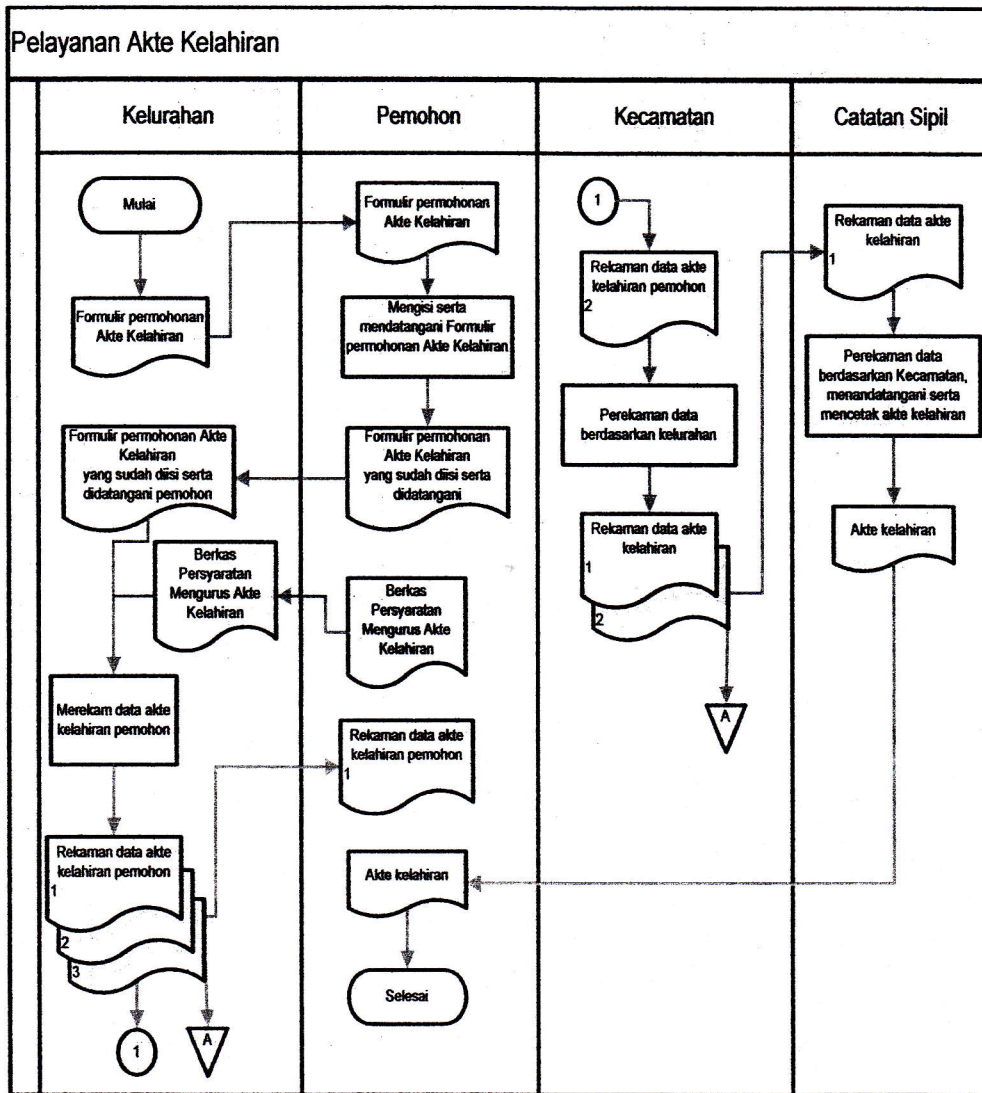 Pelayanan Akte Kelahiran
Kelurahan
Pemohon
Kecamatan
Catatan Sipil
Mulai
Formulir permohonan
Akte Kelahiran
Formulir permohonan Akte
Kelahiran
yang sudah diisi serta
didatangani pemohon
Berkas
Persyaratan
Mengurus Akte
Kelahiran
Merekam data akte
kelahiran pemohon
Rekaman data akte
kelahiran pemohon
1
2
3
1
A
Formulir permohonan
Akte Kelahiran
Mengisi serta
mendatangani Formulir
permohonan Akte Kelahiran
Formulir permohonan
Akte Kelahiran
yang sudah diisi serta
didatangani
Berkas
Persyaratan
Mengurus Akte
Kelahiran
Rekaman data akte
kelahiran pemohon
1
Akte kelahiran
Selesai
1
Rekaman data akte
kelahiran pemohon
2
Perekaman data
berdasarkan kelurahan
Rekaman data akte
kelahiran
1
2
A
Rekaman data akte
kelahiran
1
Perekaman data
berdasarkan Kecamatan,
menandatangani serta
mencetak akte kelahiran
Akte kelahiran